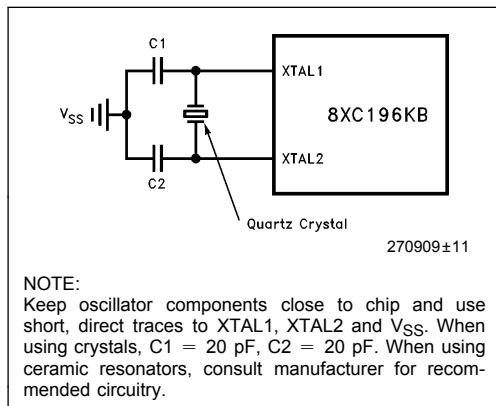 C1
XTAL1
8XC196KB
VSS
XTAL2
C2
Quartz Crystal
270909±11
NOTE:
Keep oscillator components close to chip and use
short, direct traces to XTAL1, XTAL2 and VSS. When
using crystals, C1 = 20 pF, C2 = 20 pF. When using
ceramic resonators, consult manufacturer for recom-
mended circuitry.